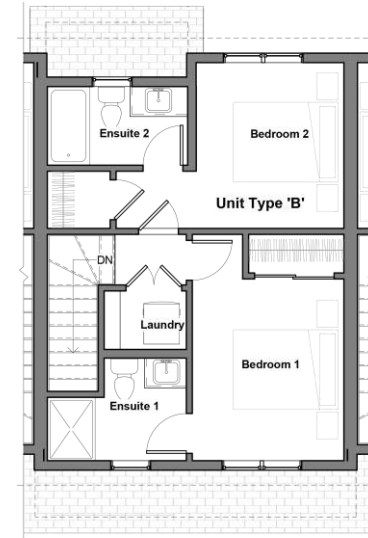 Ensuite 2
Bedroom 2
Unit Type 'B'
DN
Laundry
Bedroom 1
Ensuite 1